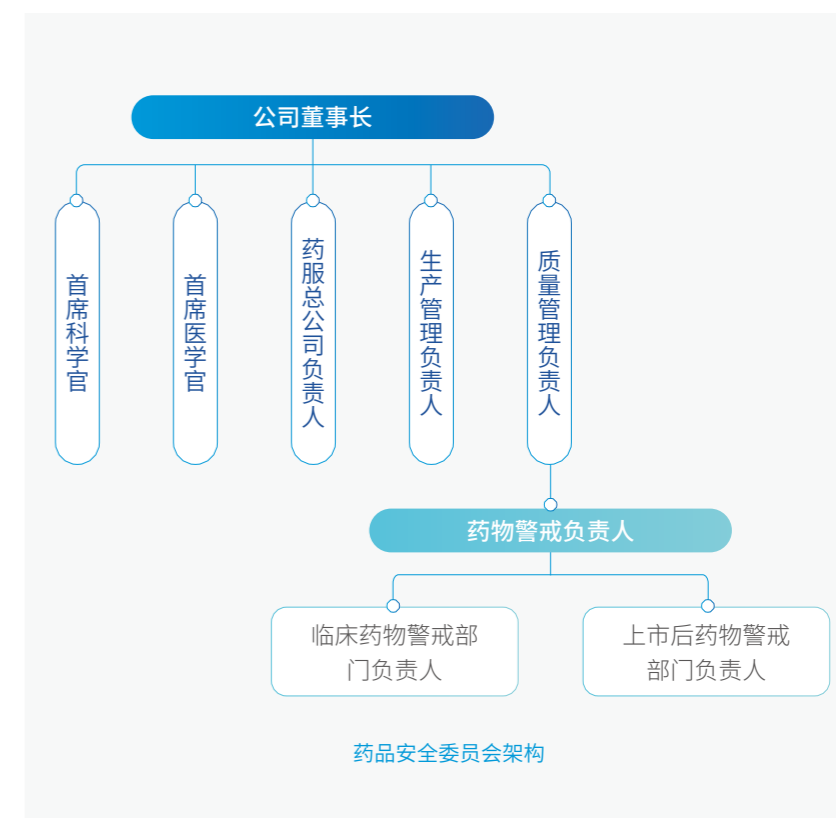 公司董事长
首席科学官
首席医学官
药服总公司负责人
生产管理负责人
质量管理负责人
药物警戒负责人
临床药物警戒部
门负责人
上市后药物警戒
部门负责人
药品安全委员会架构